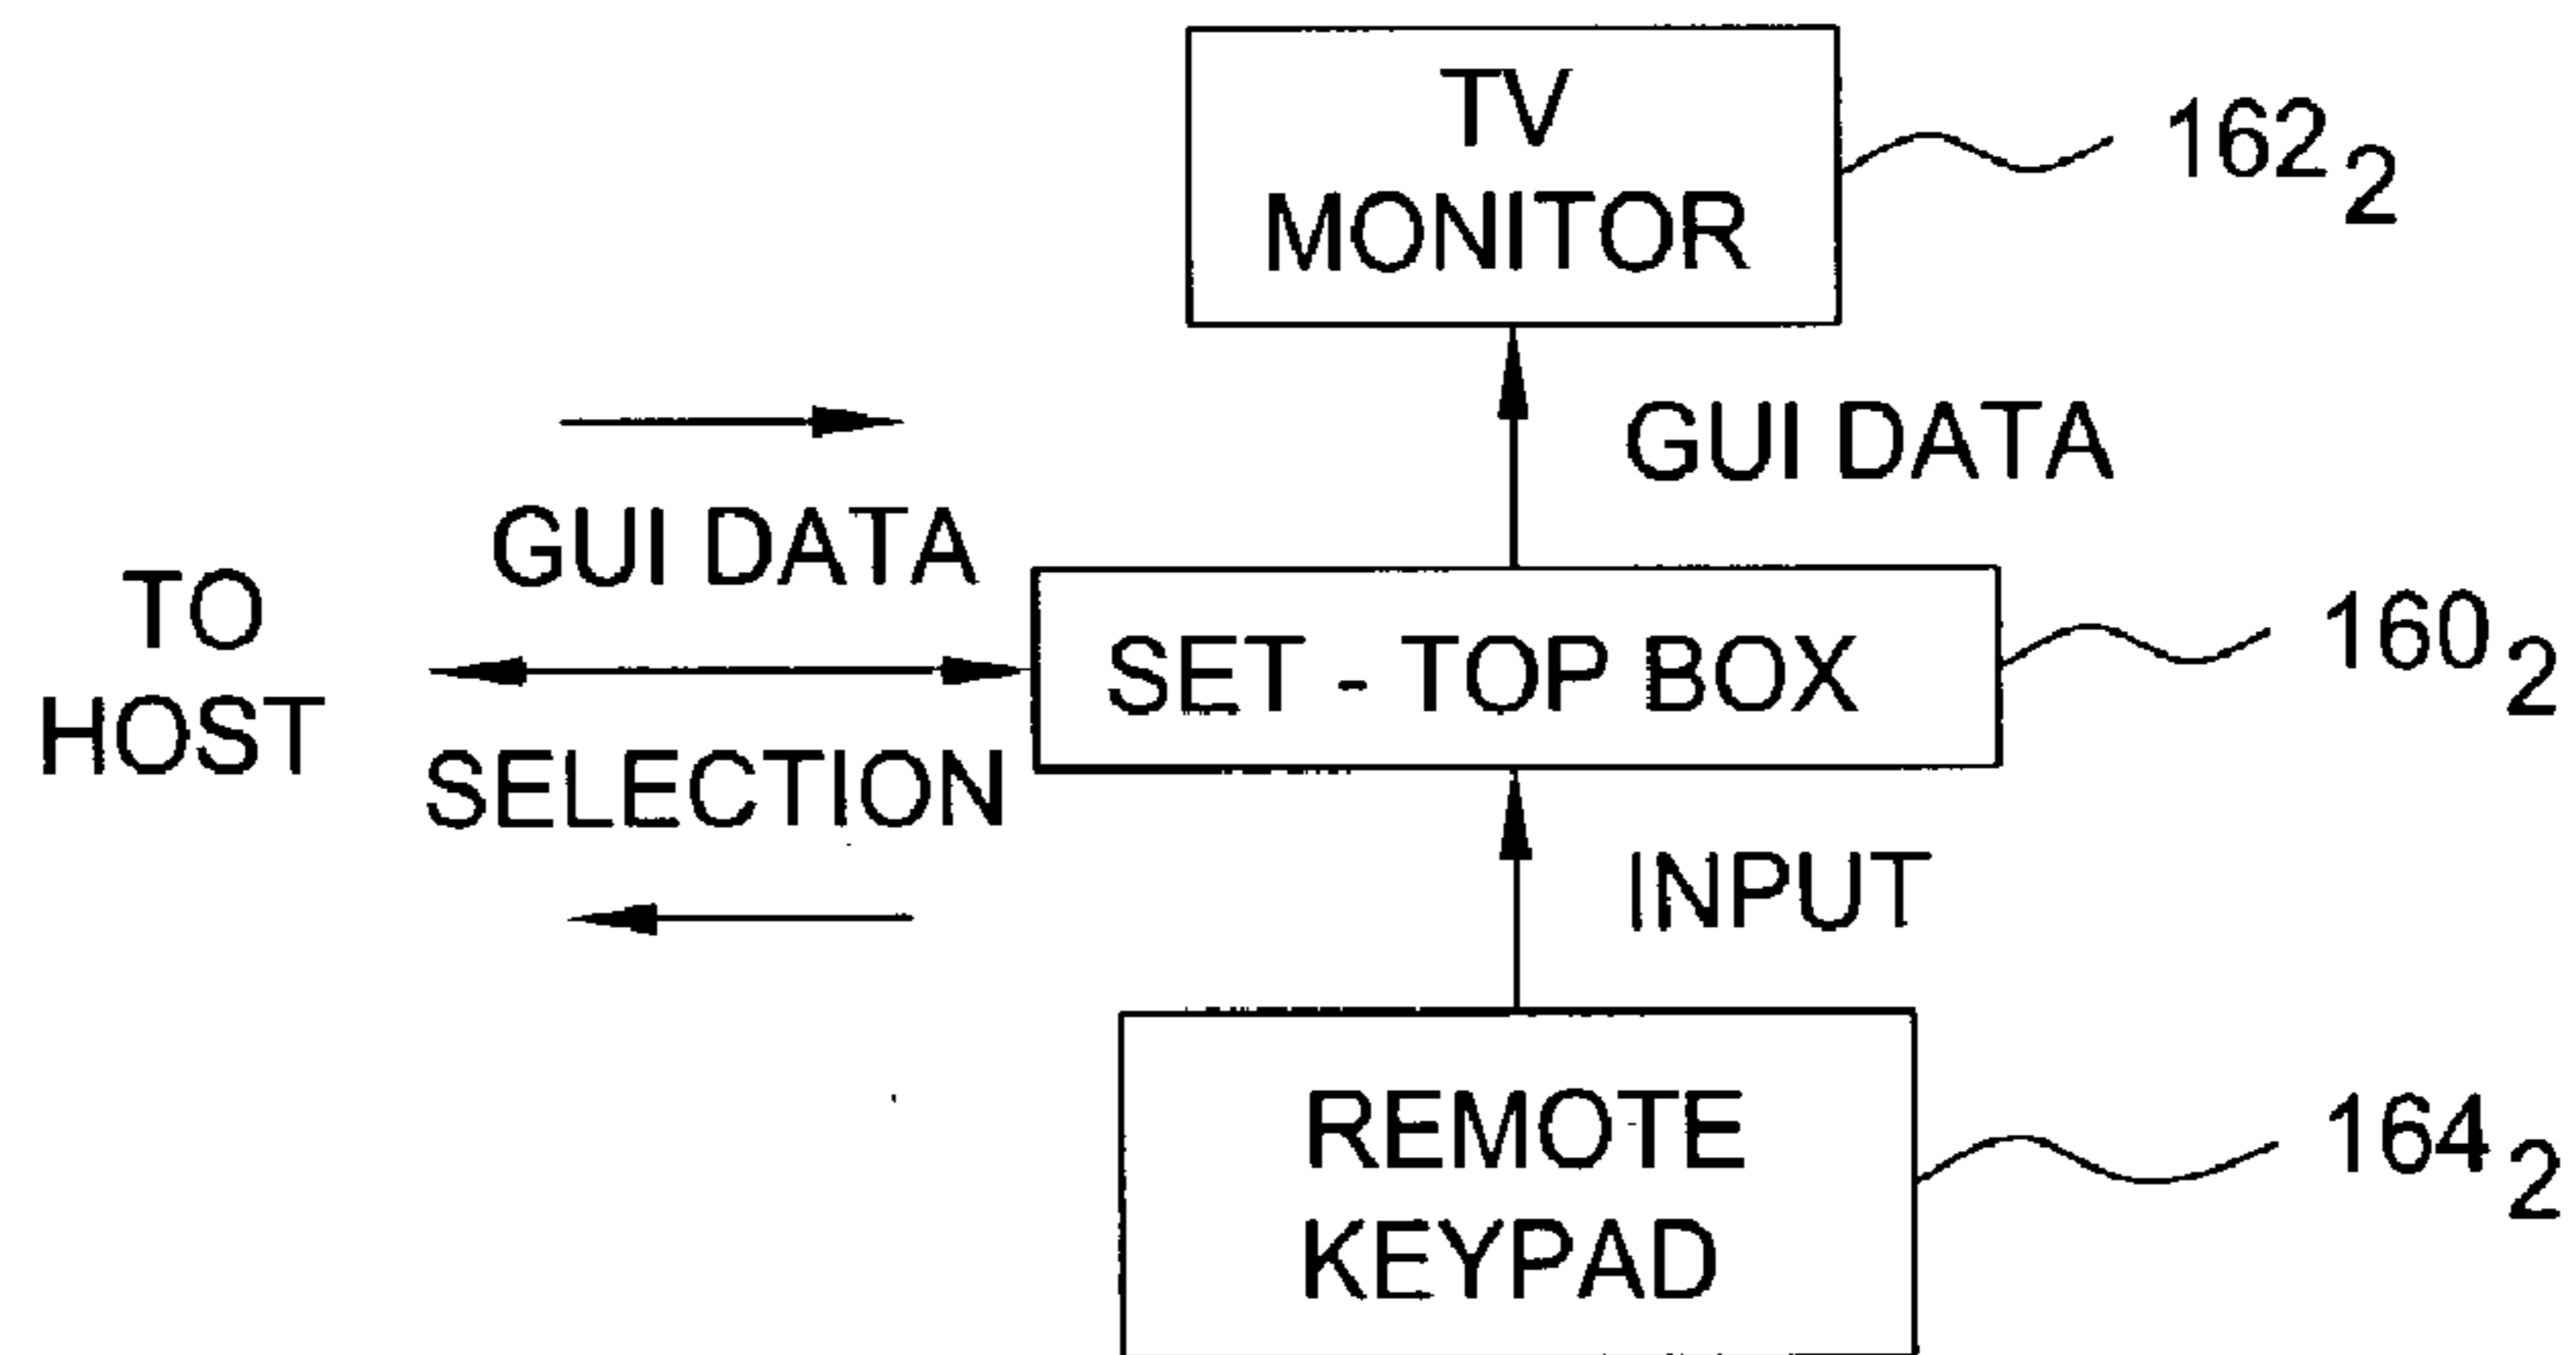 TV
MONITOR
162 2
GUI DATA
GUI DATA
TO
HOST
SET - TOP BOX
160 2
SELECTION
INPUT
REMOTE
KEYPAD
164 2